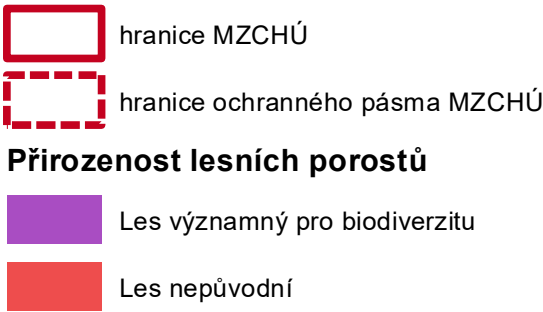 hranice MZCHÚ
hranice ochranného pásma MZCHÚ
Přirozenost lesních porostů
Les významný pro biodiverzitu
Les nepůvodní